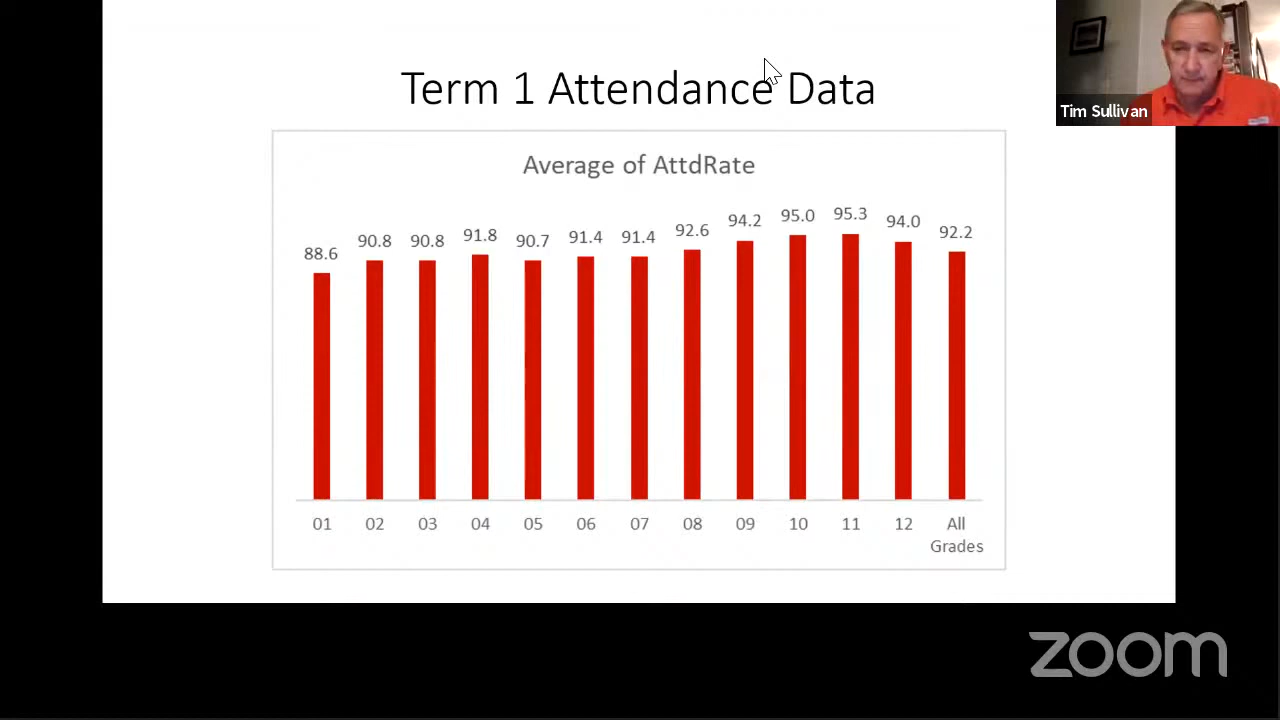 Term 1 Attendance Data
Tim Sullivan
Average of AttdRate
88.6 90.8 90.8 91.8 90.7 91.4 91.4 92.6 94.2 95.0 95.3 94.0 92.2
01 02 03 04 05 06 07 08 09 10 11 12 All
Grades
zoom